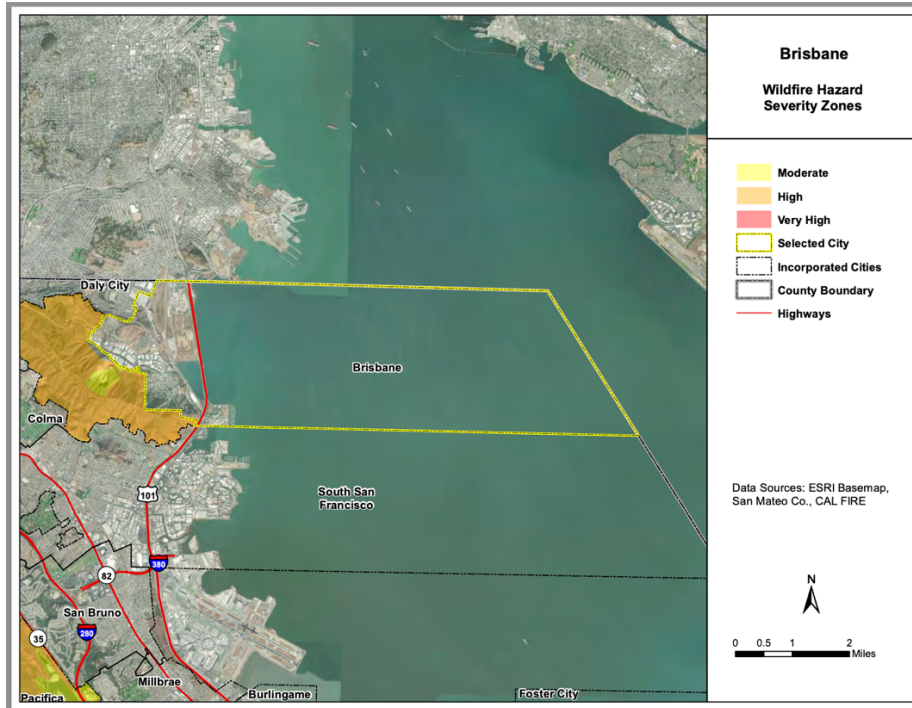 Brisbane
Wildfire Hazard
Severity Zones
Moderate
High
Very High
Selected City
Incorporated Cities
County Boundary
Highways
Data Sources: ESRI Basemap,
San Mateo Co., CAL FIRE
N
0 0.5 1 2
Miles
Daly City
Brisbane
Colma
101
South San
Francisco
380
82
San Bruno
280
35
Millbrae
Pacifica
Burlingame
Foster City